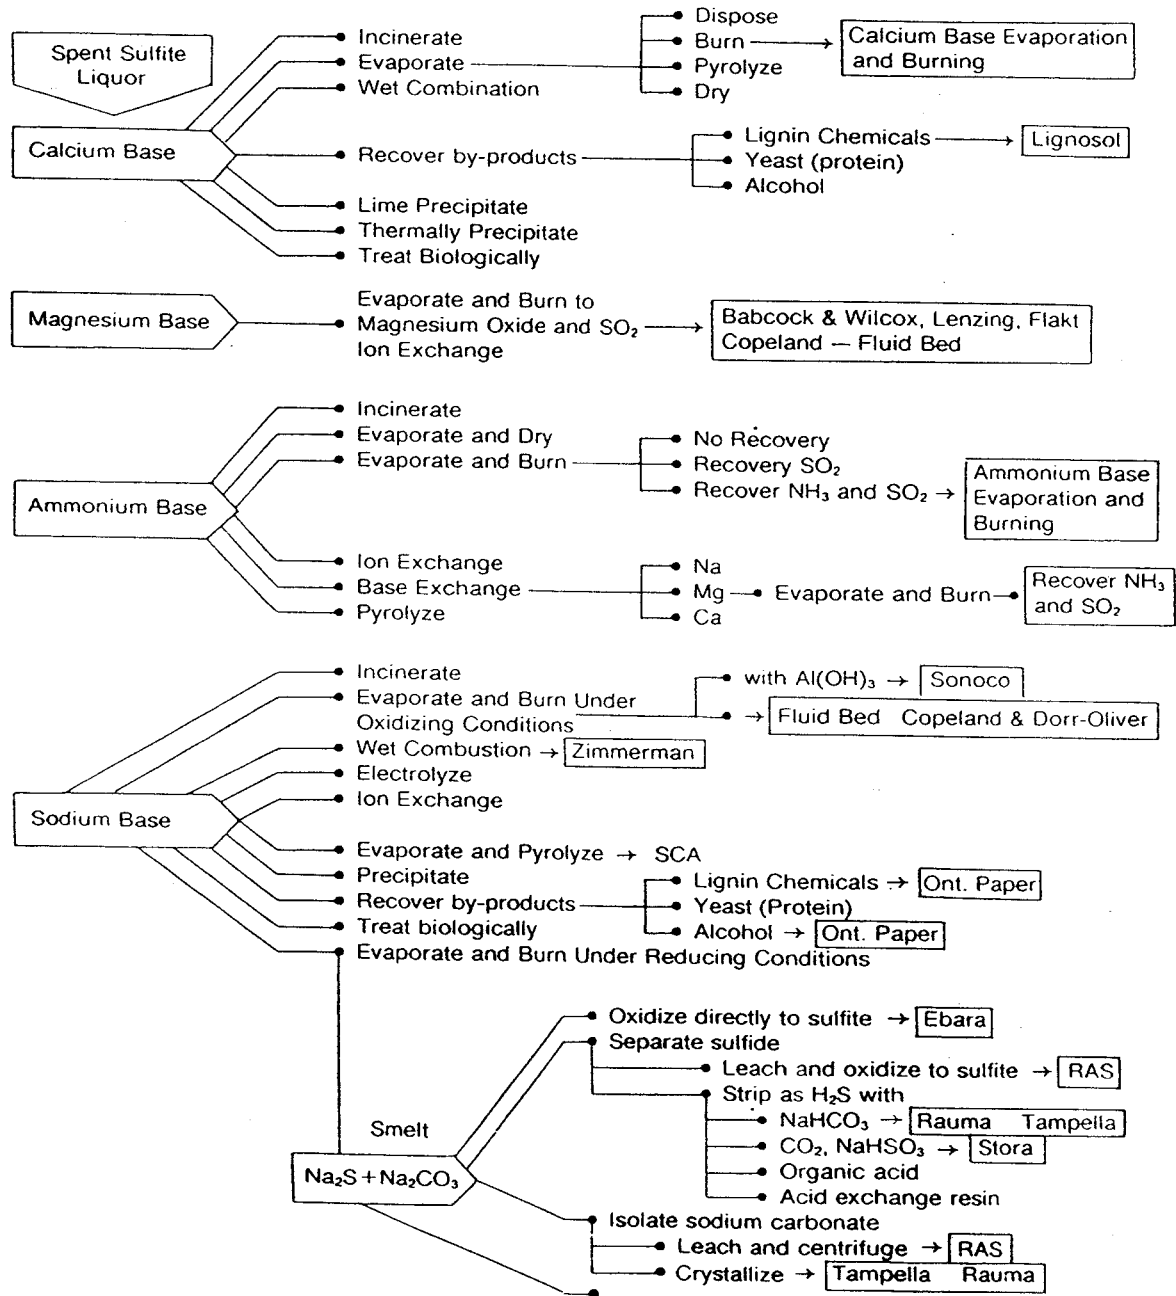 Spent Sulfite
Liquor
Calcium Base
• Incinerate
• Evaporate
• Wet Combination
• Dispose
• Burn → Calcium Base Evaporation
and Burning
• Pyrolyze
• Dry
• Recover by-products
• Lignin Chemicals → Lignosol
• Yeast (protein)
• Alcohol
• Lime Precipitate
• Thermally Precipitate
• Treat Biologically
Magnesium Base
Evaporate and Burn to
• Magnesium Oxide and SO₂ →
Ion Exchange
Babcock & Wilcox, Lenzing, Flakt
Copeland — Fluid Bed
Ammonium Base
• Incinerate
• Evaporate and Dry
• Evaporate and Burn
• No Recovery
• Recovery SO₂
• Recover NH₃ and SO₂ →
Ammonium Base
Evaporation and
Burning
• Ion Exchange
• Base Exchange
• Pyrolyze
• Na
• Mg • Evaporate and Burn •
• Ca
Recover NH₃
and SO₂
Sodium Base
• Incinerate
• Evaporate and Burn Under
Oxidizing Conditions
• with Al(OH)₃ → Sonoco
• → Fluid Bed Copeland & Dorr-Oliver
• Wet Combustion → Zimmerman
• Electrolyze
• Ion Exchange
• Evaporate and Pyrolyze → SCA
• Precipitate
• Recover by-products
• Lignin Chemicals → Ont. Paper
• Yeast (Protein)
• Alcohol → Ont. Paper
• Treat biologically
• Evaporate and Burn Under Reducing Conditions
Smelt
Na₂S + Na₂CO₃
• Oxidize directly to sulfite → Ebara
• Separate sulfide
• Leach and oxidize to sulfite → RAS
• Strip as H₂S with
• NaHCO₃ → Rauma Tampella
• CO₂, NaHSO₃ → Stora
• Organic acid
• Acid exchange resin
• Isolate sodium carbonate
• Leach and centrifuge → RAS
• Crystallize → Tampella Rauma